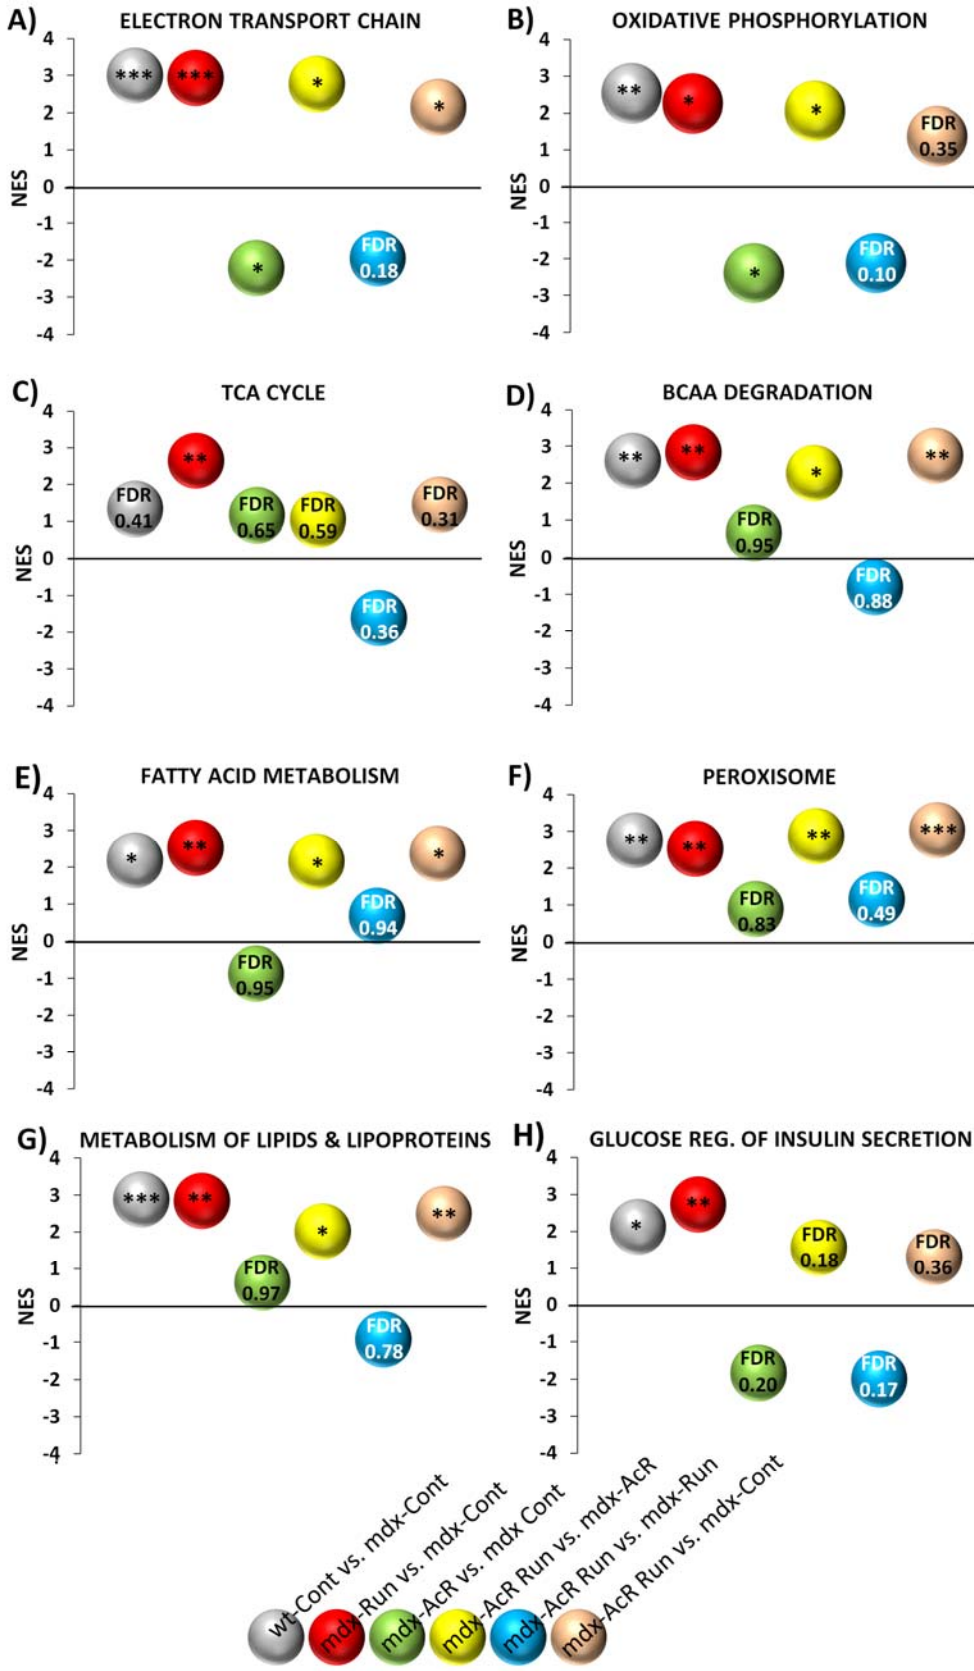 A) ELECTRON TRANSPORT CHAIN
4
3
2
1
0
-1
-2
-3
-4
NES
***
***
*
*
*
FDR
0.18
B) OXIDATIVE PHOSPHORYLATION
4
3
2
1
0
-1
-2
-3
-4
NES
**
*
*
*
FDR
0.10
FDR
0.35
C) TCA CYCLE
4
3
2
1
0
-1
-2
-3
-4
NES
FDR
0.41
**
FDR
0.65
FDR
0.59
FDR
0.36
FDR
0.31
D) BCAA DEGRADATION
4
3
2
1
0
-1
-2
-3
-4
NES
**
**
FDR
0.95
*
FDR
0.88
**
E) FATTY ACID METABOLISM
4
3
2
1
0
-1
-2
-3
-4
NES
*
**
FDR
0.95
*
FDR
0.94
*
F) PEROXISOME
4
3
2
1
0
-1
-2
-3
-4
NES
**
**
FDR
0.83
**
FDR
0.49
***
G) METABOLISM OF LIPIDS & LIPOPROTEINS
4
3
2
1
0
-1
-2
-3
-4
NES
***
**
FDR
0.97
*
FDR
0.78
**
H) GLUCOSE REG. OF INSULIN SECRETION
4
3
2
1
0
-1
-2
-3
-4
NES
*
**
FDR
0.20
FDR
0.18
FDR
0.17
FDR
0.36
wt-Cont vs. mdx-Cont
mdx-Run vs. mdx-Cont
mdx-AcR vs. mdx Cont
mdx-AcR Run vs. mdx-AcR
mdx-AcR Run vs. mdx-Run
mdx-AcR Run vs. mdx-Cont